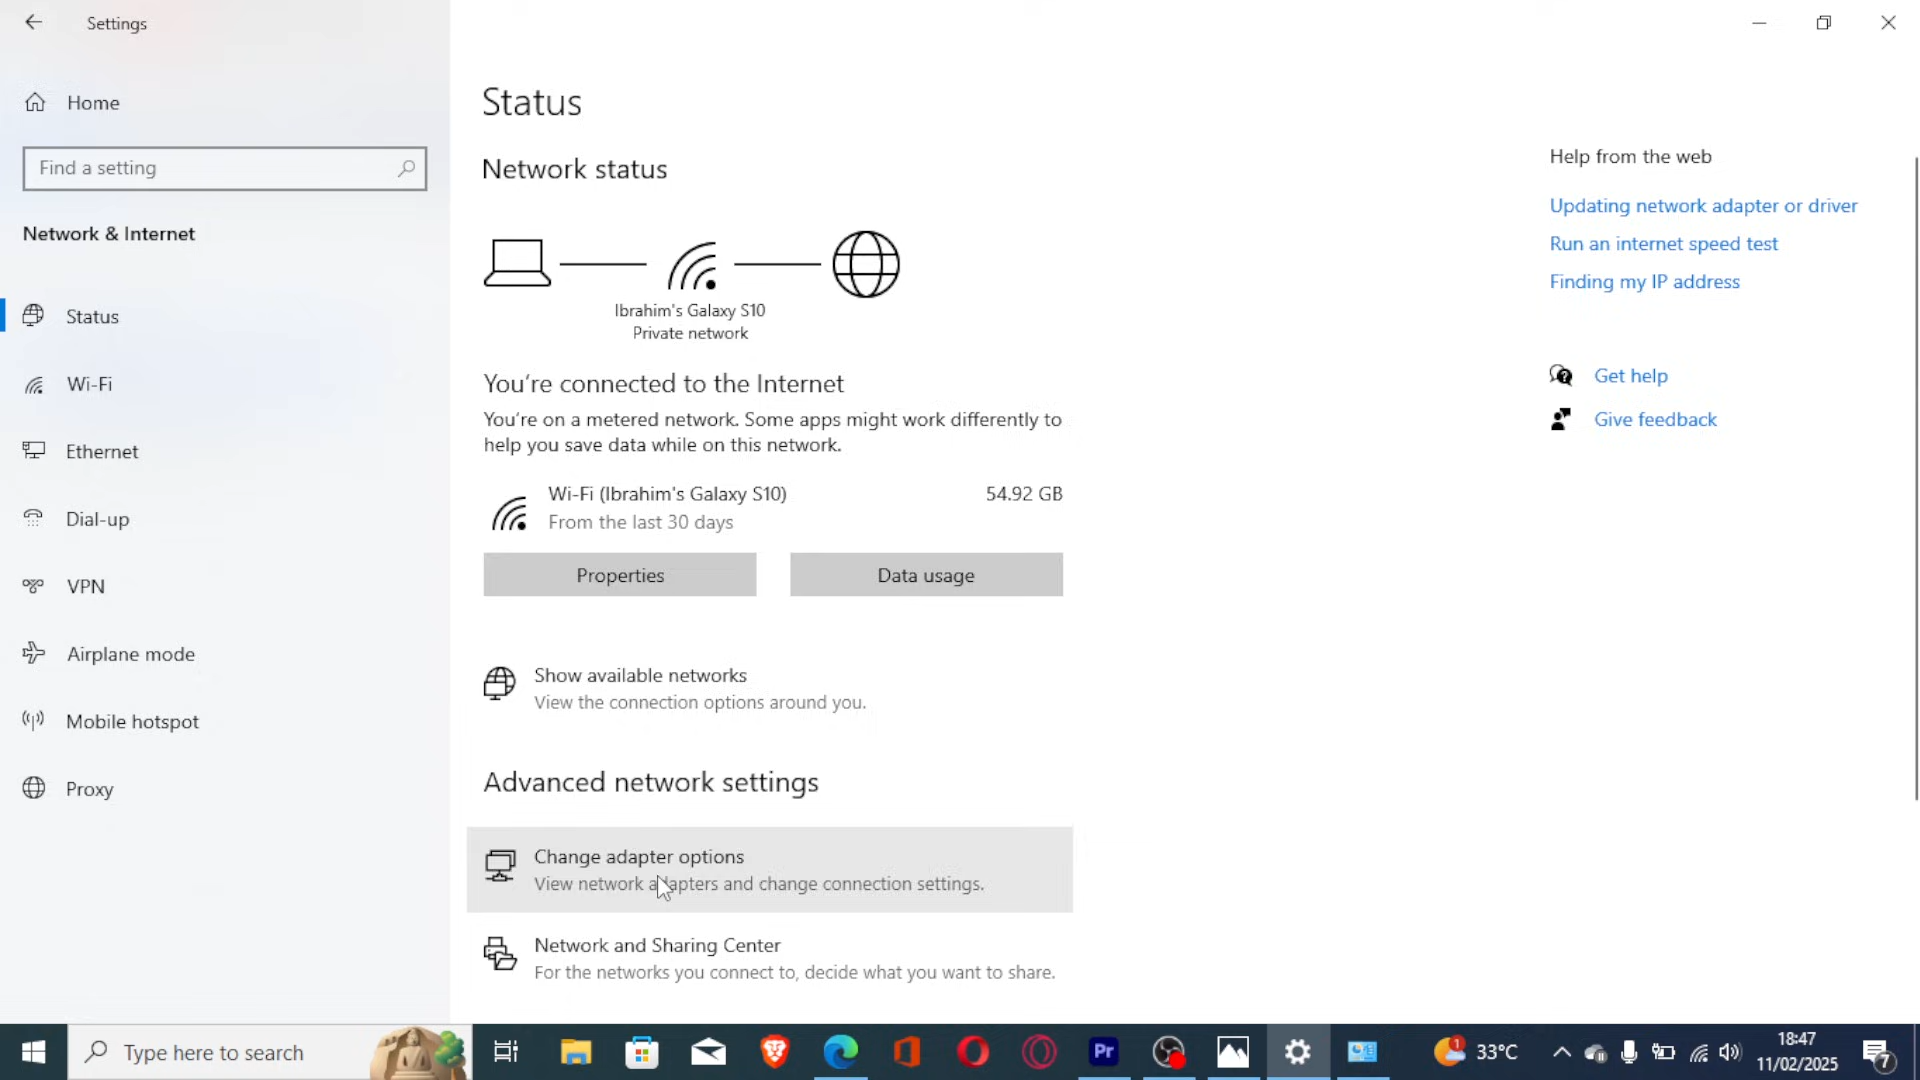 Settings
Home
Find a setting
Network & Internet
Status
Wi-Fi
Ethernet
Dial-up
VPN
Airplane mode
Mobile hotspot
Proxy
Status
Network status
Ibrahim's Galaxy S10
Private network
You're connected to the Internet
You're on a metered network. Some apps might work differently to
help you save data while on this network.
Wi-Fi (Ibrahim's Galaxy S10)
54.92 GB
From the last 30 days
Properties
Data usage
Show available networks
View the connection options around you.
Advanced network settings
Change adapter options
View network adapters and change connection settings.
Network and Sharing Center
For the networks you connect to, decide what you want to share.
Help from the web
Updating network adapter or driver
Run an internet speed test
Finding my IP address
Get help
Give feedback
Type here to search
Pr
1
33°C
18:47
11/02/2025
7